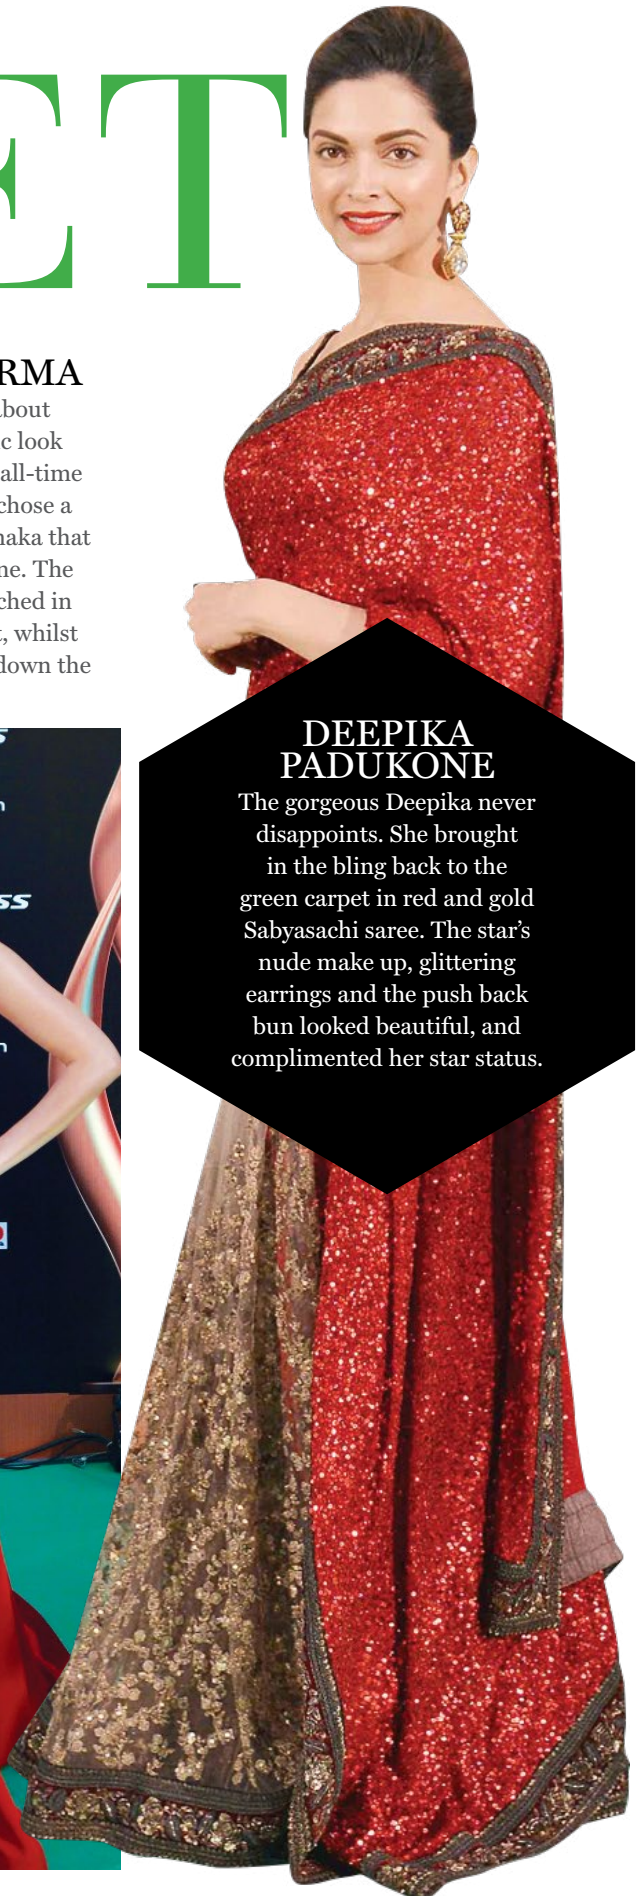 ET
RMA
about
c look
all-time
chose a
naka that
ne. The
ched in
t, whilst
down the
ss
DEEPIKA
PADUKONE
The gorgeous Deepika never
disappoints. She brought
in the bling back to the
green carpet in red and gold
Sabyasachi saree. The star’s
nude make up, glittering
earrings and the push back
bun looked beautiful, and
complimented her star status.